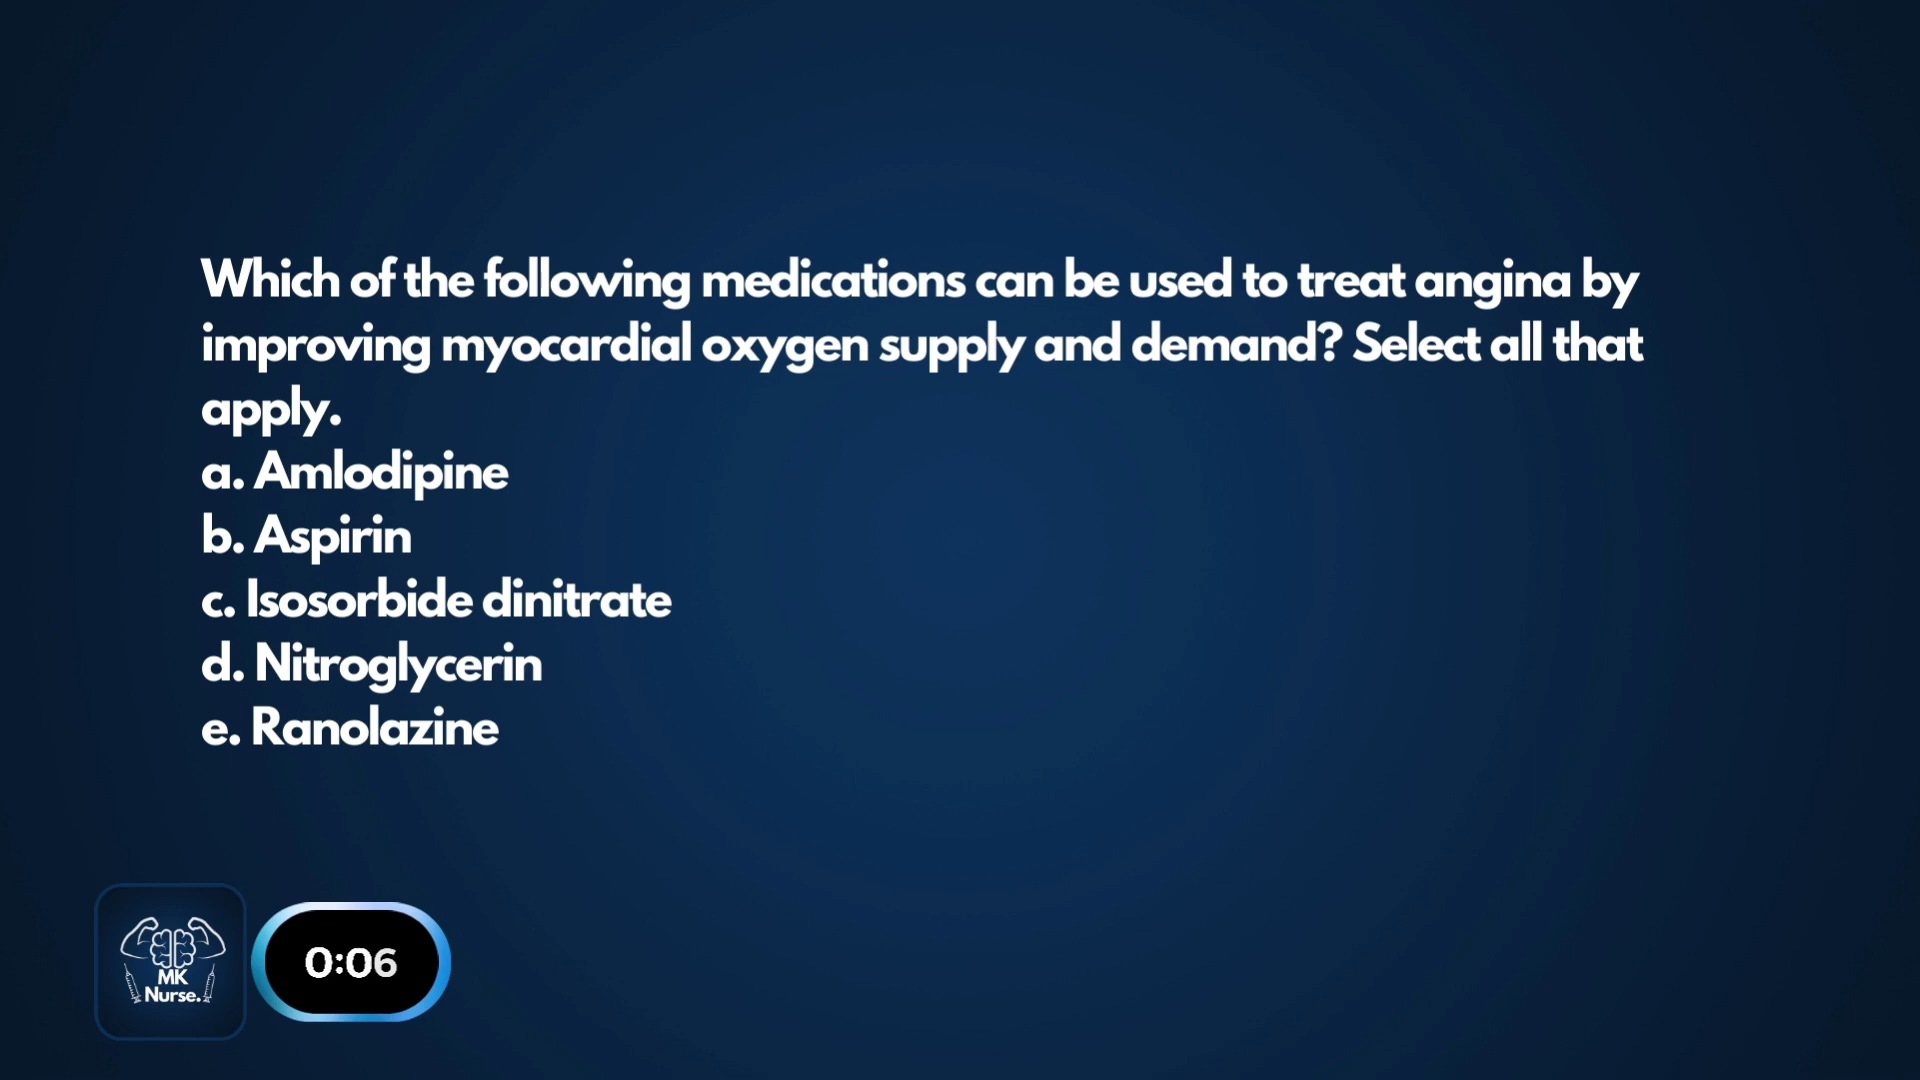 Which of the following medications can be used to treat angina by
improving myocardial oxygen supply and demand? Select all that
apply.
a. Amlodipine
b. Aspirin
c. Isosorbide dinitrate
d. Nitroglycerin
e. Ranolazine
MK
Nurse.
0:06